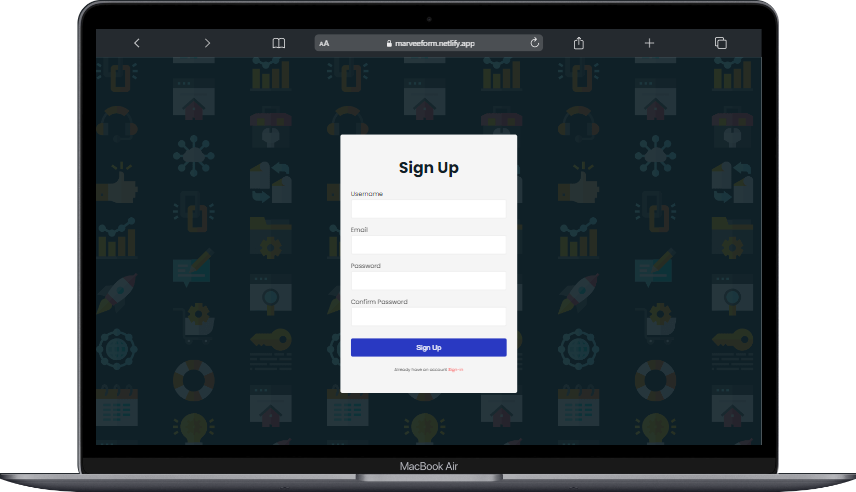 AA
marveeform.netlify.app
Sign Up
Username
Email
Password
Confirm Password
Sign Up
Already have an account Sign in
MacBook Air